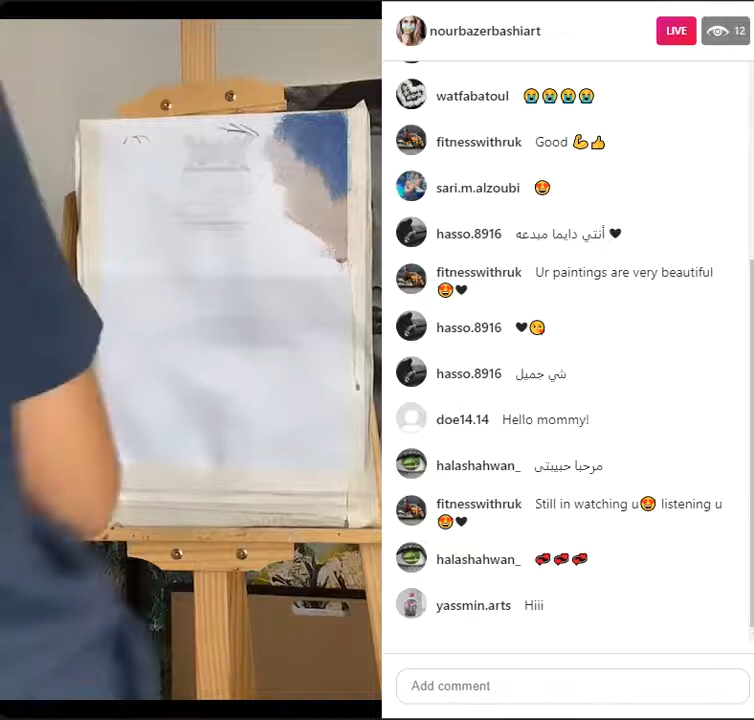 nourbazerbashiart
LIVE
12
watfabatoul 😭😭😭😭
fitnesswithruk Good 💪👍
sari.m.alzoubi 😍
hasso.8916 أنتي دايما مبدعه 🖤
fitnesswithruk Ur paintings are very beautiful
😍🖤
hasso.8916 🖤😘
hasso.8916 شي جميل
doe14.14 Hello mommy!
halashahwan_ مرحبا حبيبتي
fitnesswithruk Still in watching u😍 listening u
😍🖤
halashahwan_ 💞💞💞
yassmin.arts Hiii
Add comment